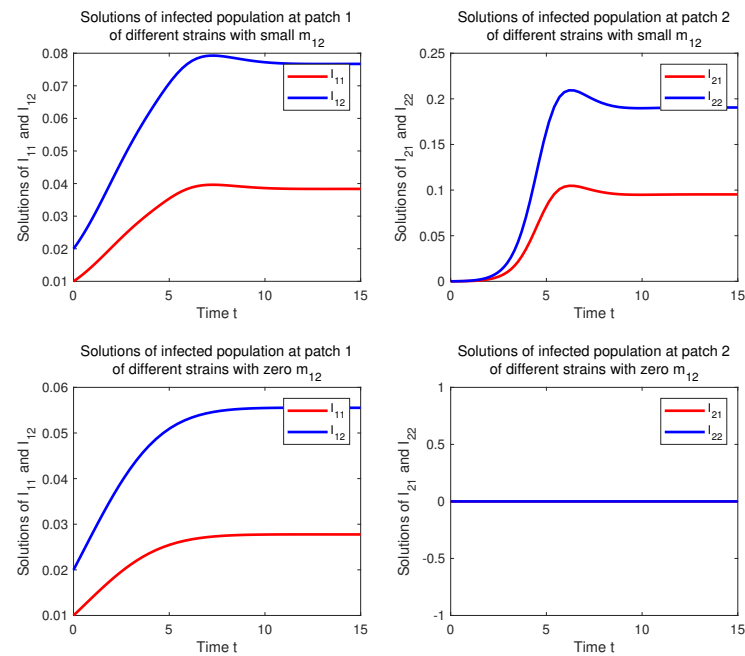 Solutions of infected population at patch 1
of different strains with small m12
0.08
0.07
0.06
0.05
0.04
0.03
0.02
0.01
Solutions of I11 and I12
I11
I12
0
5
10
15
Time t
Solutions of infected population at patch 2
of different strains with small m12
0.25
0.2
0.15
0.1
0.05
0
Solutions of I21 and I22
I21
I22
0
5
10
15
Time t
Solutions of infected population at patch 1
of different strains with zero m12
0.06
0.05
0.04
0.03
0.02
0.01
Solutions of I11 and I12
I11
I12
0
5
10
15
Time t
Solutions of infected population at patch 2
of different strains with zero m12
1
0.5
0
-0.5
-1
Solutions of I21 and I22
I21
I22
0
5
10
15
Time t